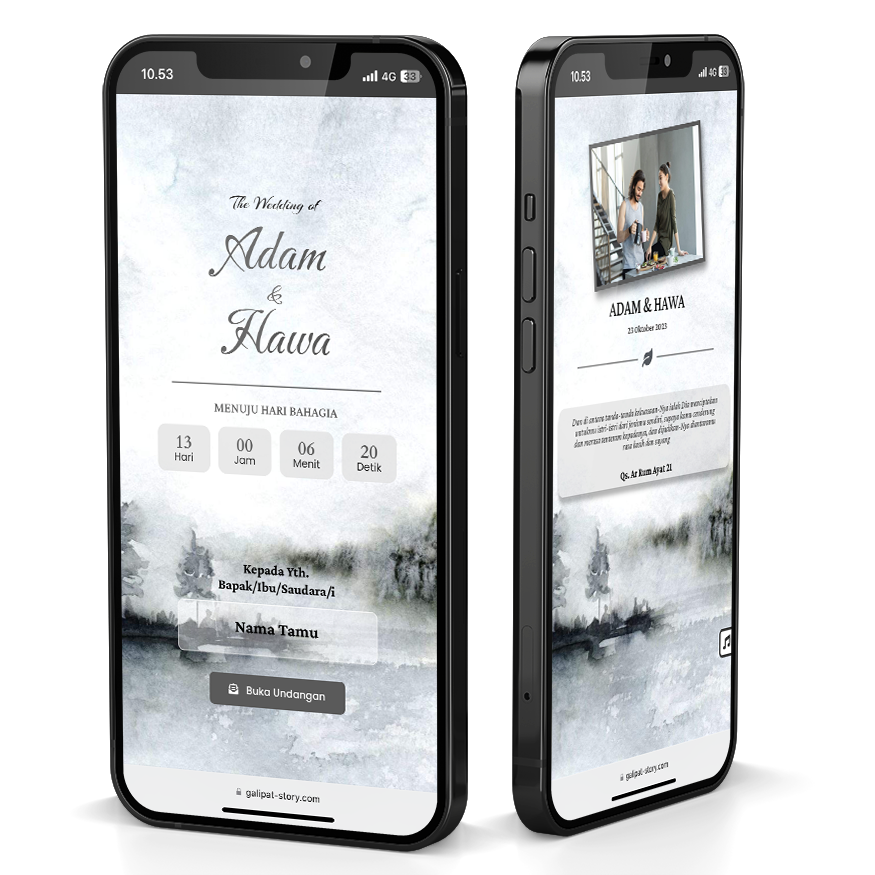 10.53
4G 33
The Wedding of
Adam
&
Hawa
MENUJU HARI BAHAGIA
13 00 06 20
Hari Jam Menit Detik
Kepada Yth.
Bapak/Ibu/Saudara/i
Nama Tamu
Buka Undangan
galipat-story.com
10.53
4G 33
ADAM & HAWA
23 Oktober 2023
Dan di antara tanda-tanda kekuasaan-Nya ialah Dia menciptakan
untukmu istri-istri dari jenismu sendiri, supaya kamu cenderung
dan merasa tenteram kepadanya, dan dijadikan-Nya diantaramu
rasa kasih dan sayang
Qs. Ar Rum Ayat 21
galipat-story.com